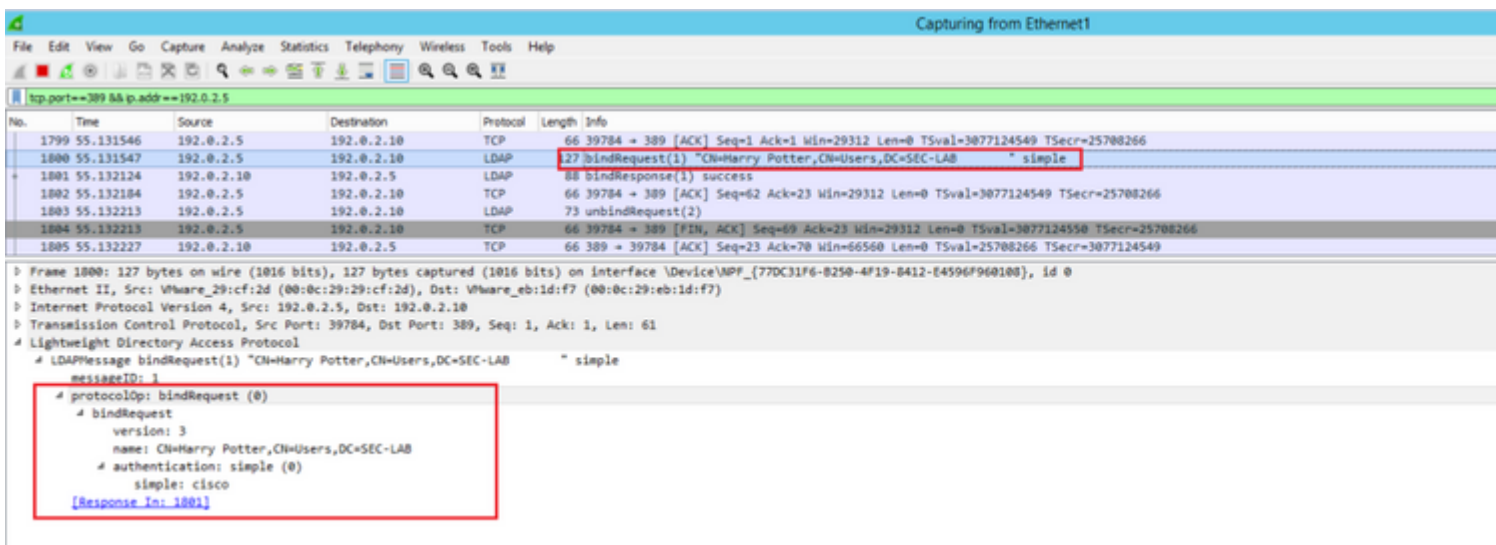 Capturing from Ethernet1
File Edit View Go Capture Analyze Statistics Telephony Wireless Tools Help
tcp.port==389 && ip.addr==192.0.2.5
No. Time Source Destination Protocol Length Info
1799 55.131546 192.0.2.5 192.0.2.10 TCP 66 39784 → 389 [ACK] Seq=1 Ack=1 Win=29312 Len=0 TSval=3077124549 TSecr=25708266
1800 55.131547 192.0.2.5 192.0.2.10 LDAP 127 bindRequest(1) "CN=Harry Potter,CN=Users,DC=SEC-LAB " simple
1801 55.132124 192.0.2.10 192.0.2.5 LDAP 88 bindResponse(1) success
1802 55.132184 192.0.2.5 192.0.2.10 TCP 66 39784 → 389 [ACK] Seq=62 Ack=23 Win=29312 Len=0 TSval=3077124549 TSecr=25708266
1803 55.132213 192.0.2.5 192.0.2.10 LDAP 73 unbindRequest(2)
1804 55.132213 192.0.2.5 192.0.2.10 TCP 66 39784 → 389 [FIN, ACK] Seq=69 Ack=23 Win=29312 Len=0 TSval=3077124550 TSecr=25708266
1805 55.132227 192.0.2.10 192.0.2.5 TCP 66 389 → 39784 [ACK] Seq=23 Ack=70 Win=66560 Len=0 TSval=25708266 TSecr=3077124549
Frame 1800: 127 bytes on wire (1016 bits), 127 bytes captured (1016 bits) on interface \Device\NPF_{77DC31F6-B250-4F19-8412-E4596F960108}, id 0
Ethernet II, Src: VMware_29:cf:2d (00:0c:29:29:cf:2d), Dst: VMware_eb:1d:f7 (00:0c:29:eb:1d:f7)
Internet Protocol Version 4, Src: 192.0.2.5, Dst: 192.0.2.10
Transmission Control Protocol, Src Port: 39784, Dst Port: 389, Seq: 1, Ack: 1, Len: 61
Lightweight Directory Access Protocol
LDAPMessage bindRequest(1) "CN=Harry Potter,CN=Users,DC=SEC-LAB " simple
messageID: 1
protocolOp: bindRequest (0)
bindRequest
version: 3
name: CN=Harry Potter,CN=Users,DC=SEC-LAB
authentication: simple (0)
simple: cisco
[Response In: 1801]